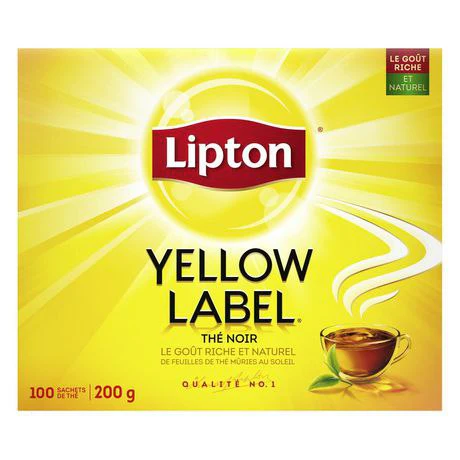 LE GOÛT
RICHE
ET
NATUREL
Lipton®
YELLOW
LABEL®
THÉ NOIR
LE GOÛT RICHE ET NATUREL
DE FEUILLES DE THÉ MÛRIES AU SOLEIL
QUALITÉ NO.1
100 SACHETS DE THÉ | 200 g